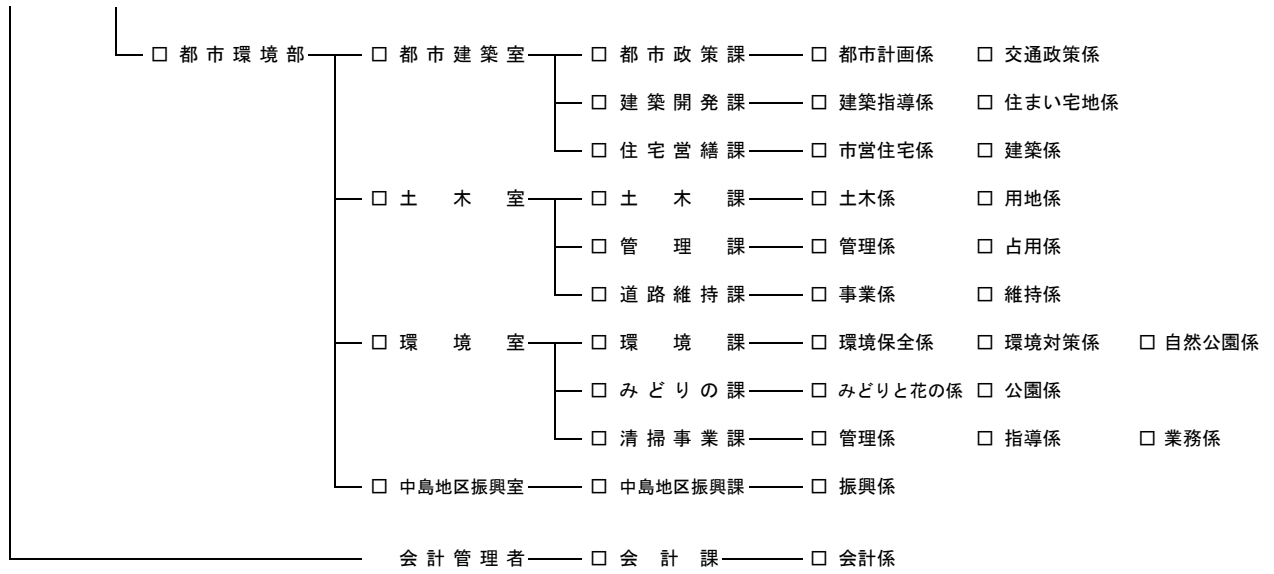 □ 都市環境部 □ 都市建築室 □ 都市政策課 □ 都市計画係 □ 交通政策係
□ 建築開発課 □ 建築指導係 □ 住まい宅地係
□ 住宅営繕課 □ 市営住宅係 □ 建築係
□ 土木室 □ 土木課 □ 土木係 □ 用地係
□ 管理課 □ 管理係 □ 占用係
□ 道路維持課 □ 事業係 □ 維持係
□ 環境室 □ 環境課 □ 環境保全係 □ 環境対策係 □ 自然公園係
□ みどりの課 □ みどりと花の係 □ 公園係
□ 清掃事業課 □ 管理係 □ 指導係 □ 業務係
□ 中島地区振興室 □ 中島地区振興課 □ 振興係
会計管理者 □ 会計課 □ 会計係